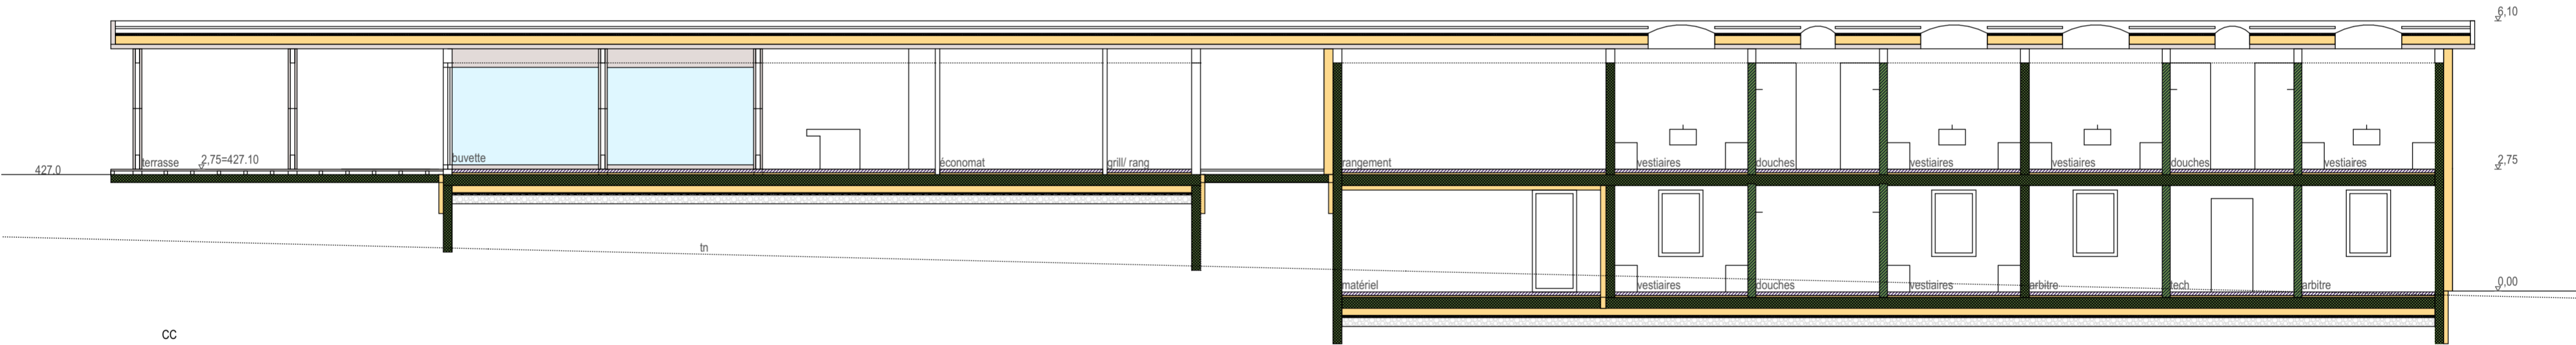 6,10
427.0
terrasse
2,75=427.10
buvette
économat
grill/ rang
rangement
vestiaires
douches
vestiaires
vestiaires
douches
vestiaires
2,75
tn
matériel
vestiaires
douches
vestiaires
arbitre
tech
arbitre
0,00
CC